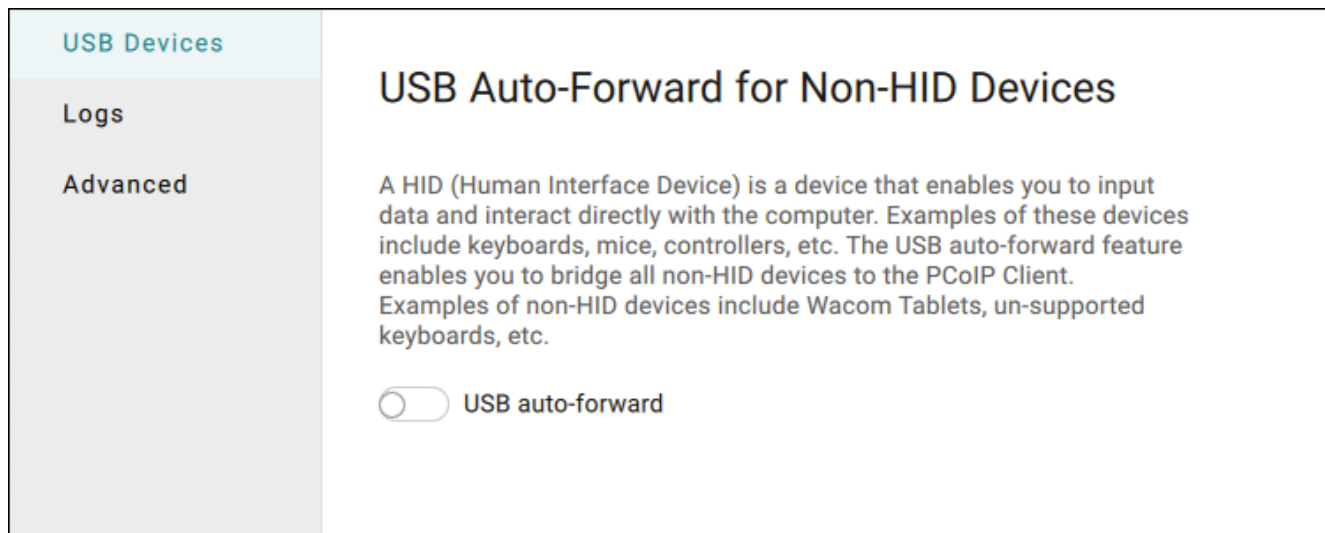 USB Devices
Logs
Advanced
USB Auto-Forward for Non-HID Devices
A HID (Human Interface Device) is a device that enables you to input
data and interact directly with the computer. Examples of these devices
include keyboards, mice, controllers, etc. The USB auto-forward feature
enables you to bridge all non-HID devices to the PCoIP Client.
Examples of non-HID devices include Wacom Tablets, un-supported
keyboards, etc.
USB auto-forward